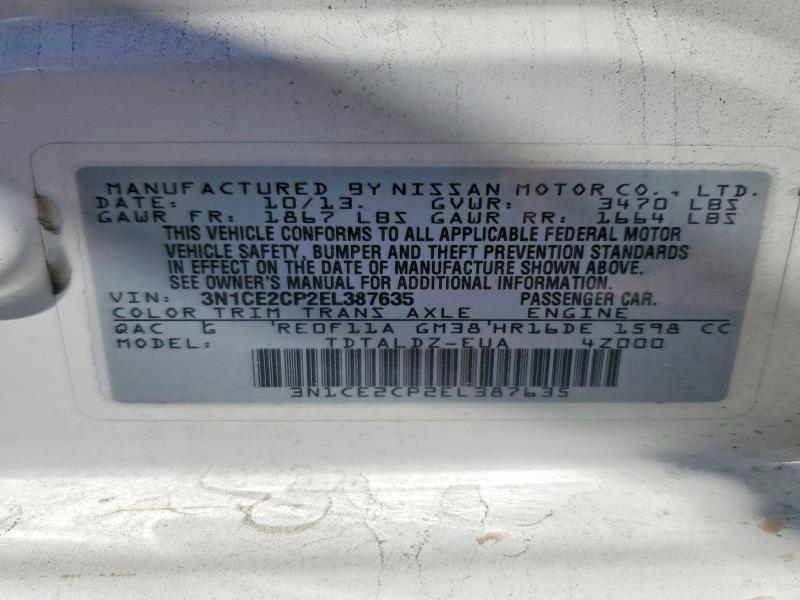 MANUFACTURED BY NISSAN MOTOR CO., LTD.
DATE: 10/13. GVWR: 3470 LBS
GAWR FR: 1867 LBS GAWR RR: 1664 LBS
THIS VEHICLE CONFORMS TO ALL APPLICABLE FEDERAL MOTOR
VEHICLE SAFETY, BUMPER AND THEFT PREVENTION STANDARDS
IN EFFECT ON THE DATE OF MANUFACTURE SHOWN ABOVE.
SEE OWNER'S MANUAL FOR ADDITIONAL INFORMATION.
VIN: 3N1CE2CP2EL387635 PASSENGER CAR.
COLOR TRIM TRANS AXLE ENGINE
QAC G 'RE0F11A GM38'HR16DE 1598 CC
MODEL: TDTALDZ-EUA 4Z000
3N1CE2CP2EL387635